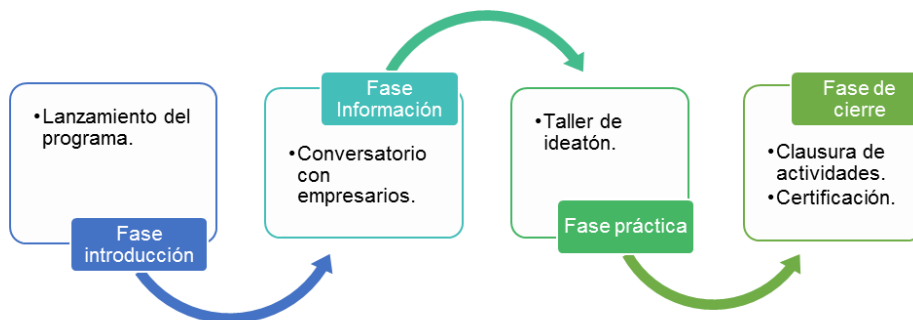 •Lanzamiento del
programa.
Fase
introducción
Fase
Información
•Conversatorio
con
empresarios.
•Taller de
ideatón.
Fase práctica
Fase de
cierre
•Clausura de
actividades.
•Certificación.